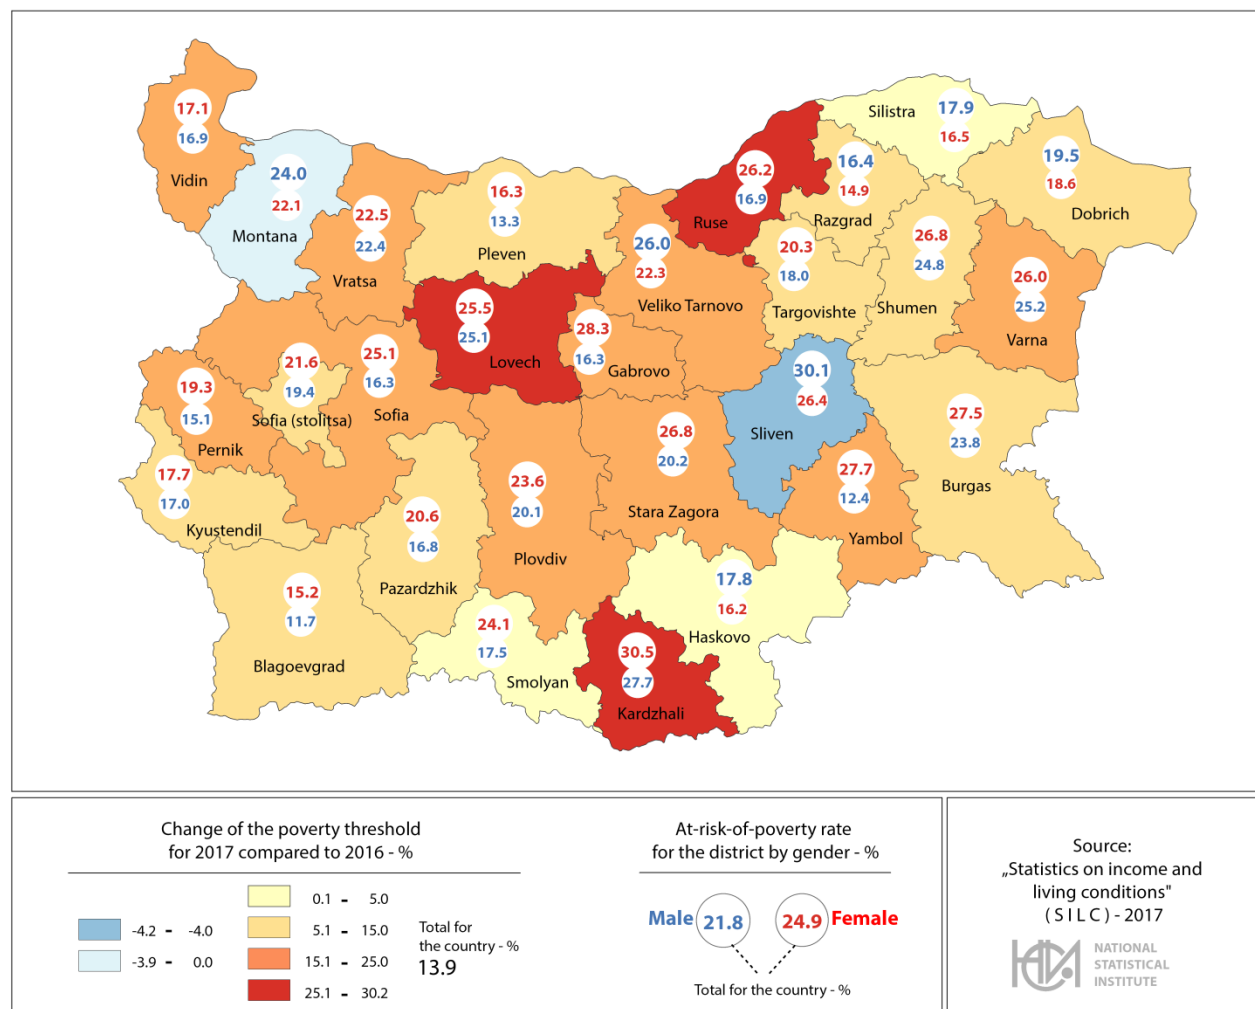 17.1
16.9
Vidin
24.0
22.1
Montana
22.5
22.4
Vratsa
16.3
13.3
Pleven
26.2
16.9
Ruse
Silistra
17.9
16.5
16.4
14.9
Razgrad
19.5
18.6
Dobrich
26.0
22.3
Veliko Tarnovo
20.3
18.0
Targovishte
26.8
24.8
Shumen
26.0
25.2
Varna
25.5
25.1
Lovech
28.3
16.3
Gabrovo
21.6
19.4
Sofia (stolitsa)
25.1
16.3
Sofia
19.3
15.1
Pernik
17.7
17.0
Kyustendil
20.6
16.8
Pazardzhik
23.6
20.1
Plovdiv
26.8
20.2
Stara Zagora
30.1
26.4
Sliven
27.7
12.4
Yambol
27.5
23.8
Burgas
15.2
11.7
Blagoevgrad
24.1
17.5
Smolyan
30.5
27.7
Kardzhali
17.8
16.2
Haskovo
Change of the poverty threshold
for 2017 compared to 2016 - %
-4.2 - -4.0
-3.9 - 0.0
0.1 - 5.0
5.1 - 15.0
15.1 - 25.0
25.1 - 30.2
Total for
the country - %
13.9
At-risk-of-poverty rate
for the district by gender - %
Male 21.8 24.9 Female
Total for the country - %
Source:
„Statistics on income and
living conditions"
( S I L C ) - 2017
НСИ
NATIONAL
STATISTICAL
INSTITUTE